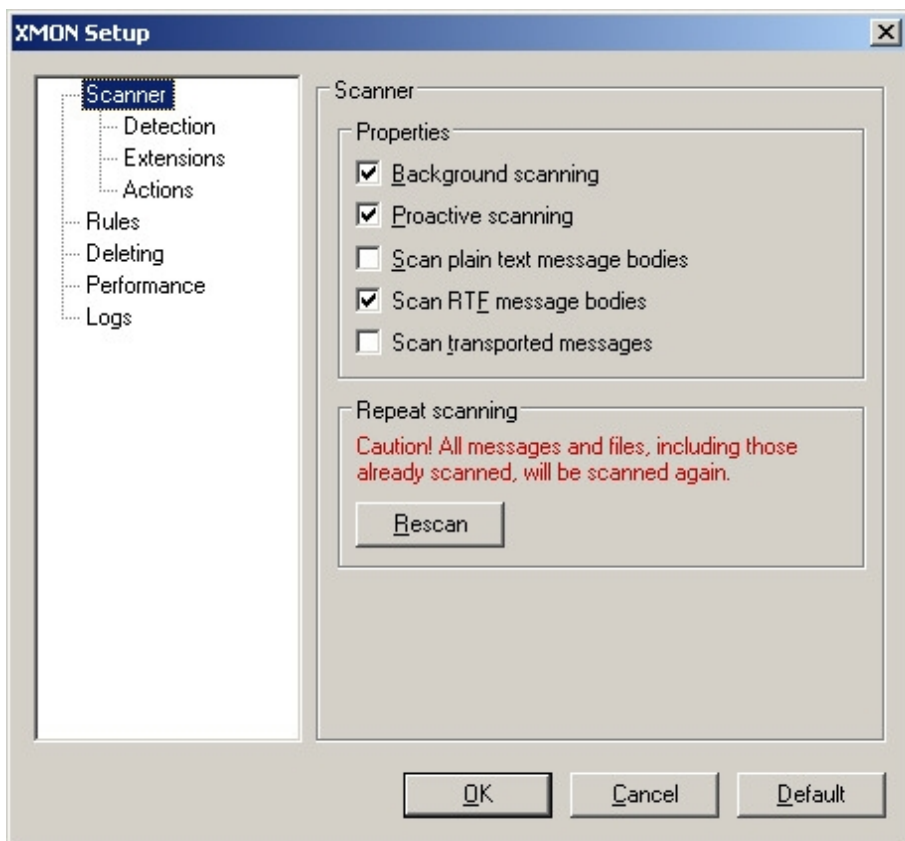 XMON Setup
Scanner
Detection
Extensions
Actions
Rules
Deleting
Performance
Logs
Scanner
Properties
Background scanning
Proactive scanning
Scan plain text message bodies
Scan RTF message bodies
Scan transported messages
Repeat scanning
Caution! All messages and files, including those
already scanned, will be scanned again.
Rescan
OK Cancel Default